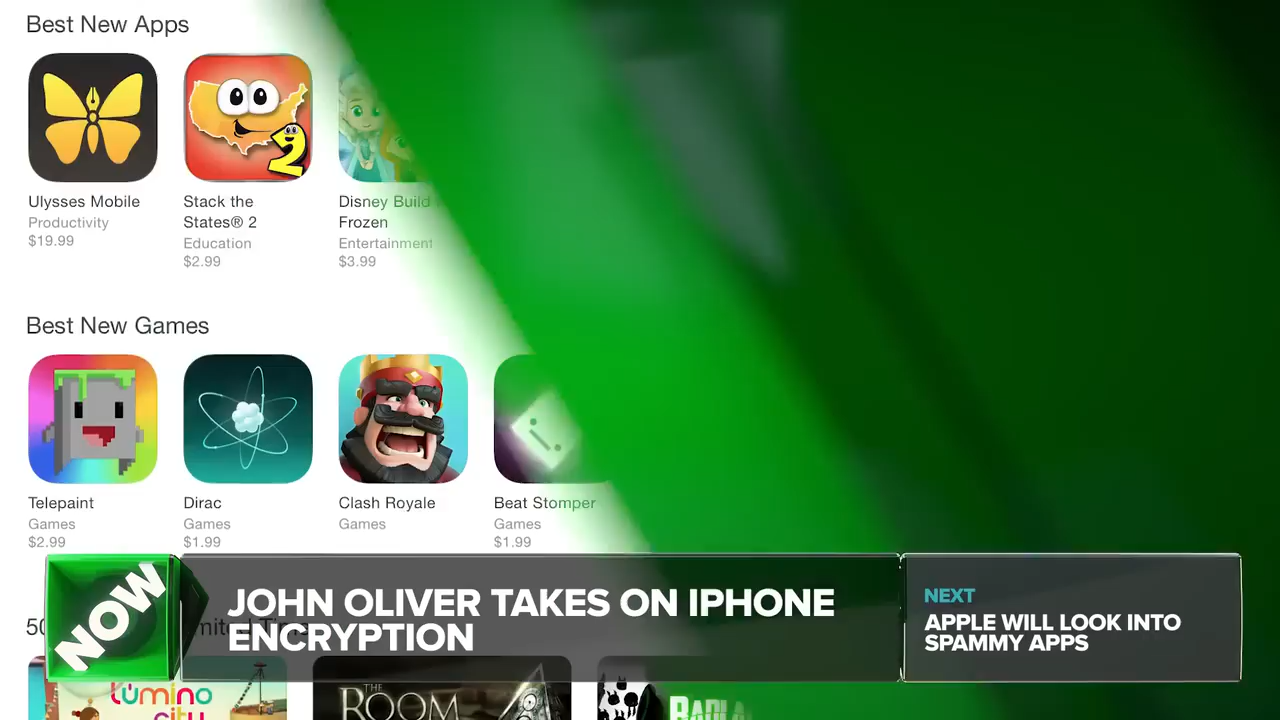 Best New Apps
2
Ulysses Mobile
Productivity
$19.99
Stack the
States® 2
Education
$2.99
Disney Build
Frozen
Entertainment
$3.99
Best New Games
Telepaint
Games
$2.99
Dirac
Games
$1.99
Clash Royale
Games
Beat Stomper
Games
$1.99
NOW
JOHN OLIVER TAKES ON IPHONE
ENCRYPTION
NEXT
APPLE WILL LOOK INTO
SPAMMY APPS
Time
lumino
city
THE
ROOM